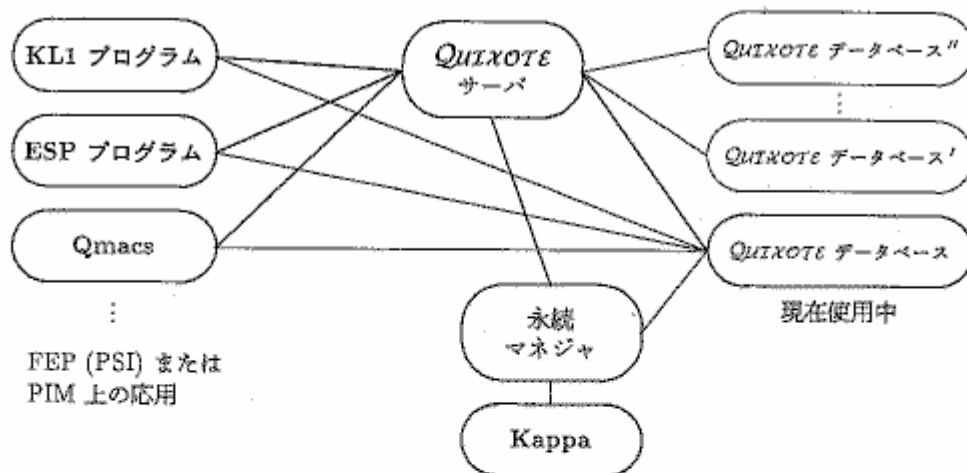 KL1 プログラム
ESP プログラム
Qmacs
⋮
FEP (PSI) または
PIM 上の応用
QUIXOTE
サーバ
永続
マネジャ
Kappa
QUIXOTE データベース″
⋮
QUIXOTE データベース′
QUIXOTE データベース
現在使用中